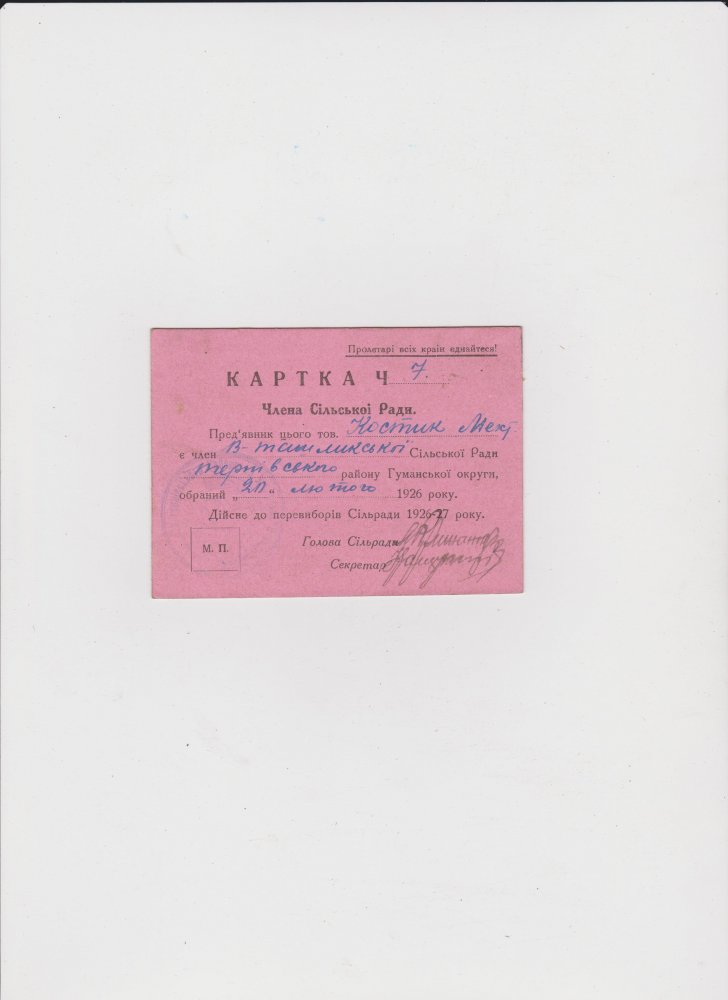 Пролетарі всіх країн єднайтеся!
КАРТКА Ч 7.
Члена Сільської Ради.
Пред'явник цього тов. Костик
є член В-ташликської Сільської Ради
району Гуманської округи,
обраний „20“ лютого 1926 року.
Дійсне до перевиборів Сільради 1926-27 року.
Голова Сільради
М. П.
Секретар